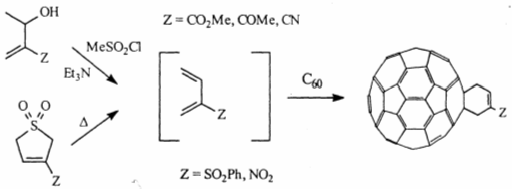 OH
Z
MeSO₂Cl
Et₃N
O O
S
Z
Δ
Z = CO₂Me, COMe, CN
Z
Z = SO₂Ph, NO₂
C₆₀
Z